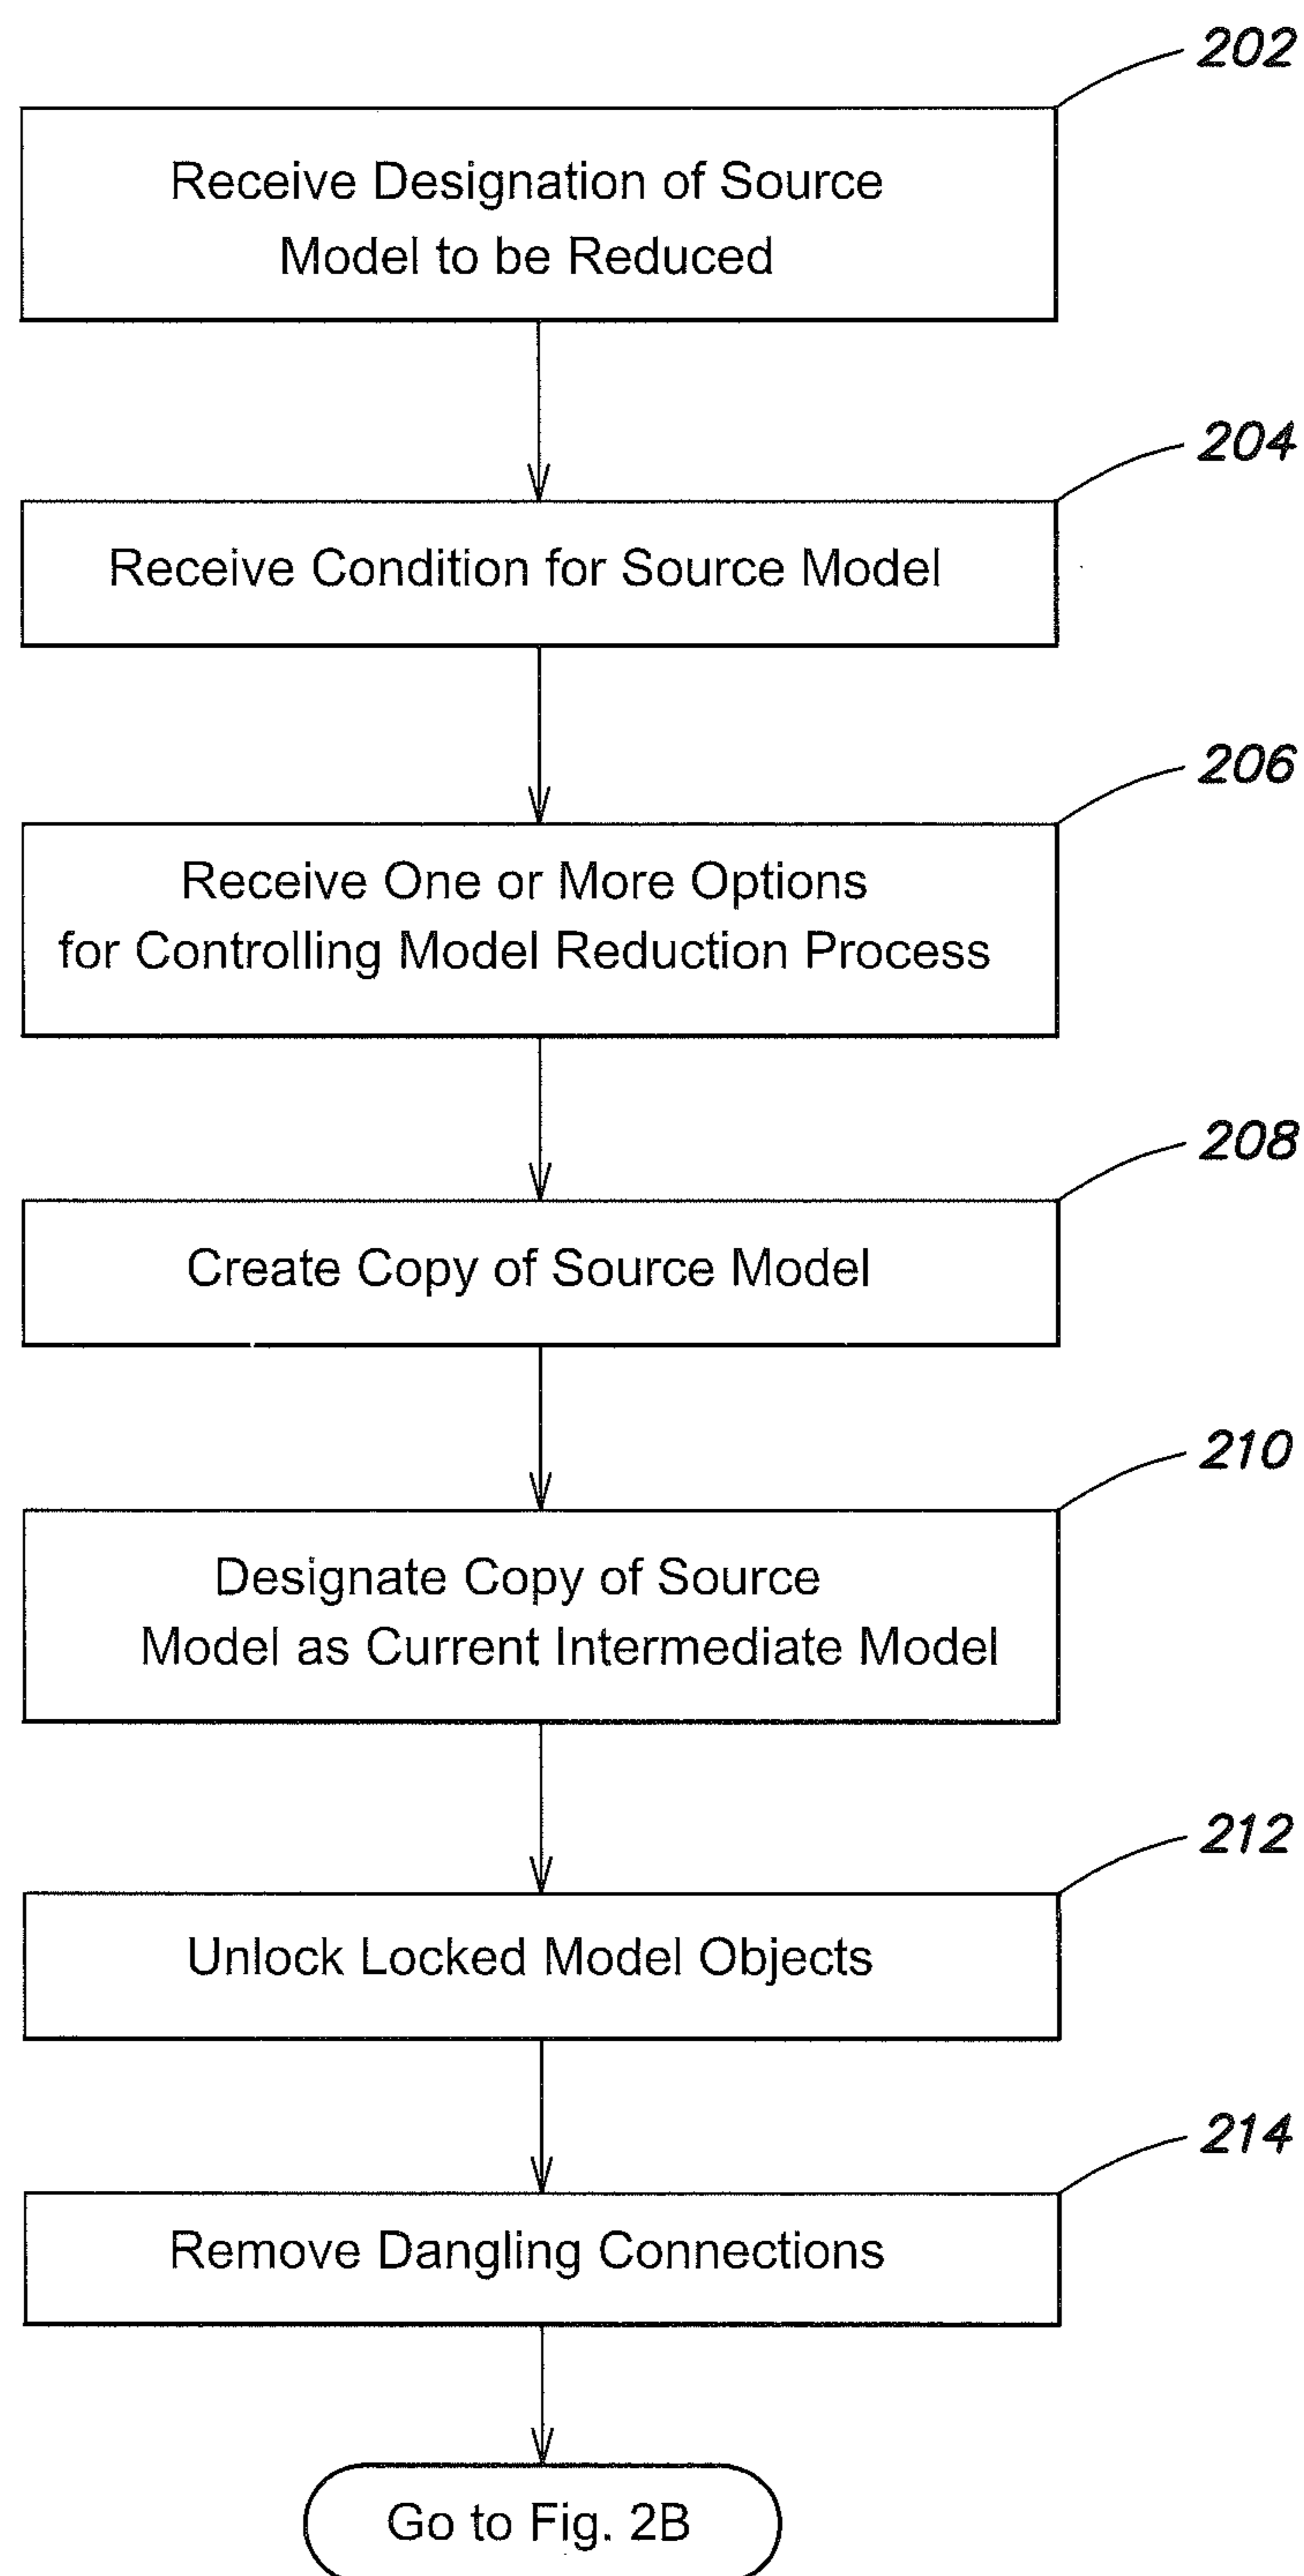 202
Receive Designation of Source
Model to be Reduced
204
Receive Condition for Source Model
206
Receive One or More Options
for Controlling Model Reduction Process
208
Create Copy of Source Model
210
Designate Copy of Source
Model as Current Intermediate Model
212
Unlock Locked Model Objects
214
Remove Dangling Connections
Go to Fig. 2B